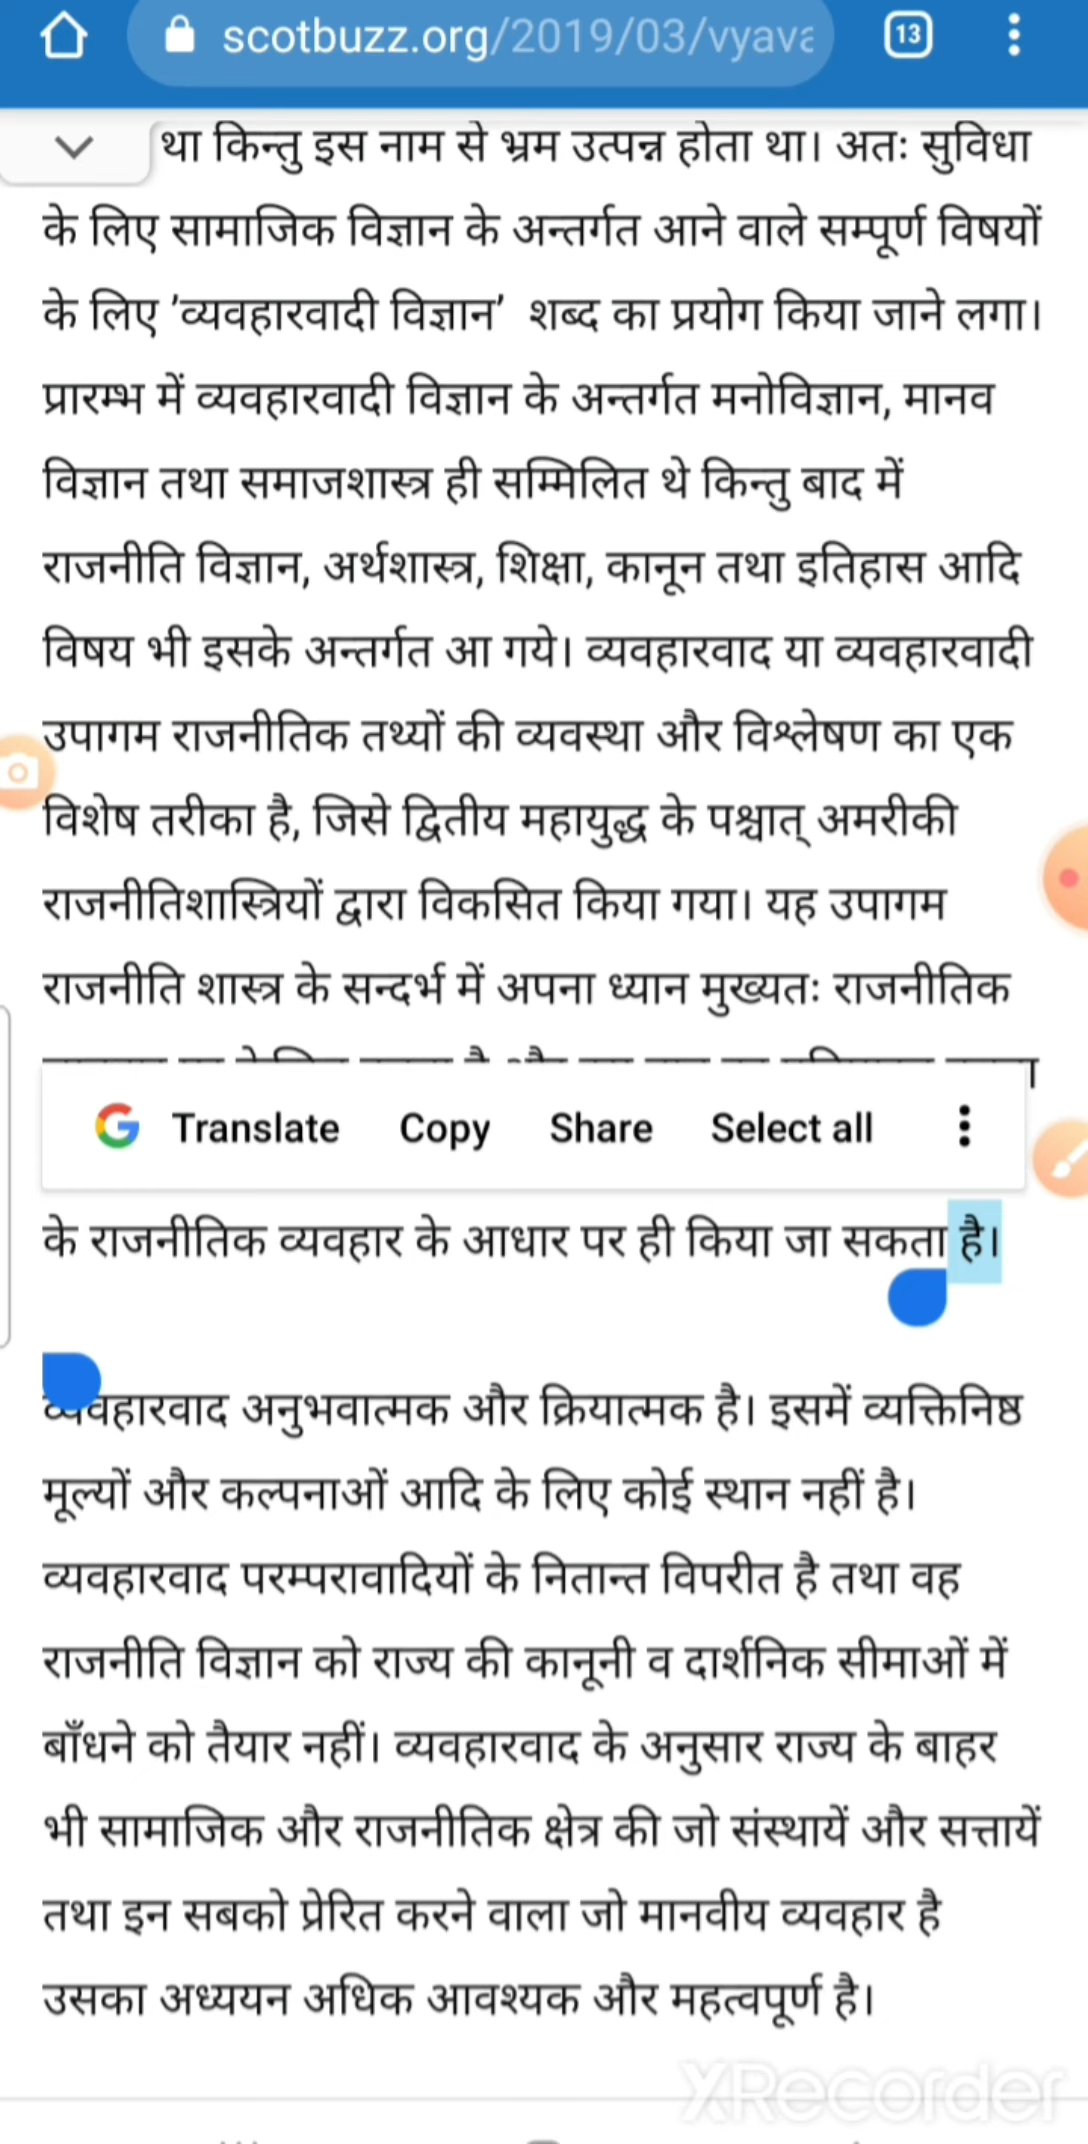 scotbuzz.org/2019/03/vyava
13
था किन्तु इस नाम से भ्रम उत्पन्न होता था। अतः सुविधा
के लिए सामाजिक विज्ञान के अन्तर्गत आने वाले सम्पूर्ण विषयों
के लिए 'व्यवहारवादी विज्ञान' शब्द का प्रयोग किया जाने लगा।
प्रारम्भ में व्यवहारवादी विज्ञान के अन्तर्गत मनोविज्ञान, मानव
विज्ञान तथा समाजशास्त्र ही सम्मिलित थे किन्तु बाद में
राजनीति विज्ञान, अर्थशास्त्र, शिक्षा, कानून तथा इतिहास आदि
विषय भी इसके अन्तर्गत आ गये। व्यवहारवाद या व्यवहारवादी
उपागम राजनीतिक तथ्यों की व्यवस्था और विश्लेषण का एक
विशेष तरीका है, जिसे द्वितीय महायुद्ध के पश्चात् अमरीकी
राजनीतिशास्त्रियों द्वारा विकसित किया गया। यह उपागम
राजनीति शास्त्र के सन्दर्भ में अपना ध्यान मुख्यतः राजनीतिक
Translate Copy Share Select all
के राजनीतिक व्यवहार के आधार पर ही किया जा सकता है।
व्यवहारवाद अनुभवात्मक और क्रियात्मक है। इसमें व्यक्तिनिष्ठ
मूल्यों और कल्पनाओं आदि के लिए कोई स्थान नहीं है।
व्यवहारवाद परम्परावादियों के नितान्त विपरीत है तथा वह
राजनीति विज्ञान को राज्य की कानूनी व दार्शनिक सीमाओं में
बाँधने को तैयार नहीं। व्यवहारवाद के अनुसार राज्य के बाहर
भी सामाजिक और राजनीतिक क्षेत्र की जो संस्थायें और सत्तायें
तथा इन सबको प्रेरित करने वाला जो मानवीय व्यवहार है
उसका अध्ययन अधिक आवश्यक और महत्वपूर्ण है।
XRecorder